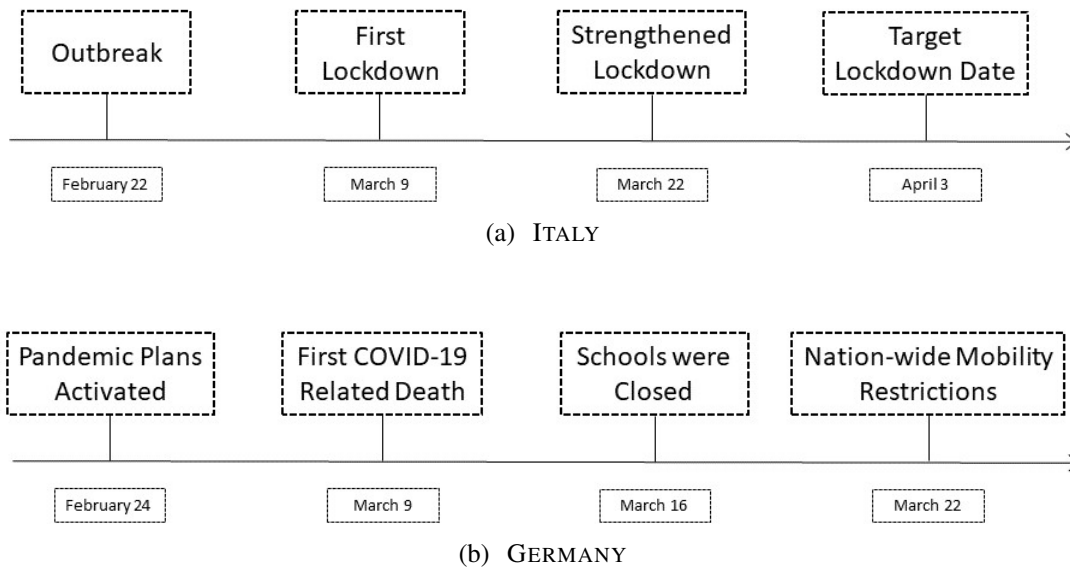 Outbreak
First
Lockdown
Strengthened
Lockdown
Target
Lockdown Date
February 22
March 9
March 22
April 3
(a) ITALY
Pandemic Plans
Activated
First COVID-19
Related Death
Schools were
Closed
Nation-wide Mobility
Restrictions
February 24
March 9
March 16
March 22
(b) GERMANY